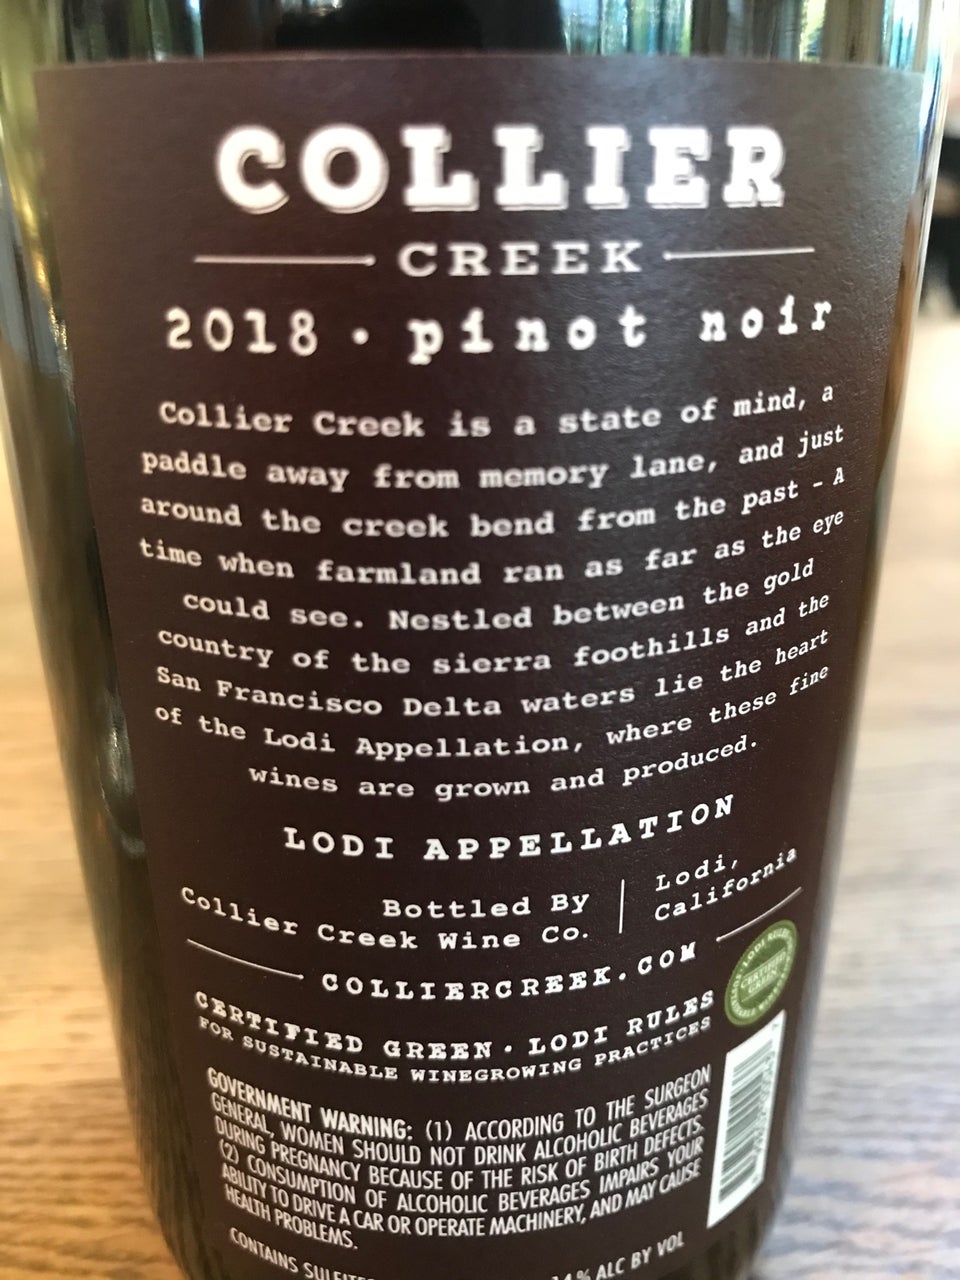 COLLIER
CREEK
2018 · pinot noir
Collier Creek is a state of mind, a
paddle away from memory lane, and just
around the creek bend from the past - A
time when farmland ran as far as the eye
could see. Nestled between the gold
country of the sierra foothills and the
San Francisco Delta waters lie the heart
of the Lodi Appellation, where these fine
wines are grown and produced.
LODI APPELLATION
Bottled By
Collier Creek Wine Co.
Lodi,
California
COLLIERCREEK.COM
CERTIFIED GREEN · LODI RULES
FOR SUSTAINABLE WINEGROWING PRACTICES
LODI RULES
CERTIFIED
GREEN
GOVERNMENT WARNING: (1) ACCORDING TO THE SURGEON
GENERAL, WOMEN SHOULD NOT DRINK ALCOHOLIC BEVERAGES
DURING PREGNANCY BECAUSE OF THE RISK OF BIRTH DEFECTS.
(2) CONSUMPTION OF ALCOHOLIC BEVERAGES IMPAIRS YOUR
ABILITY TO DRIVE A CAR OR OPERATE MACHINERY, AND MAY CAUSE
HEALTH PROBLEMS.
CONTAINS % ALC BY VOL